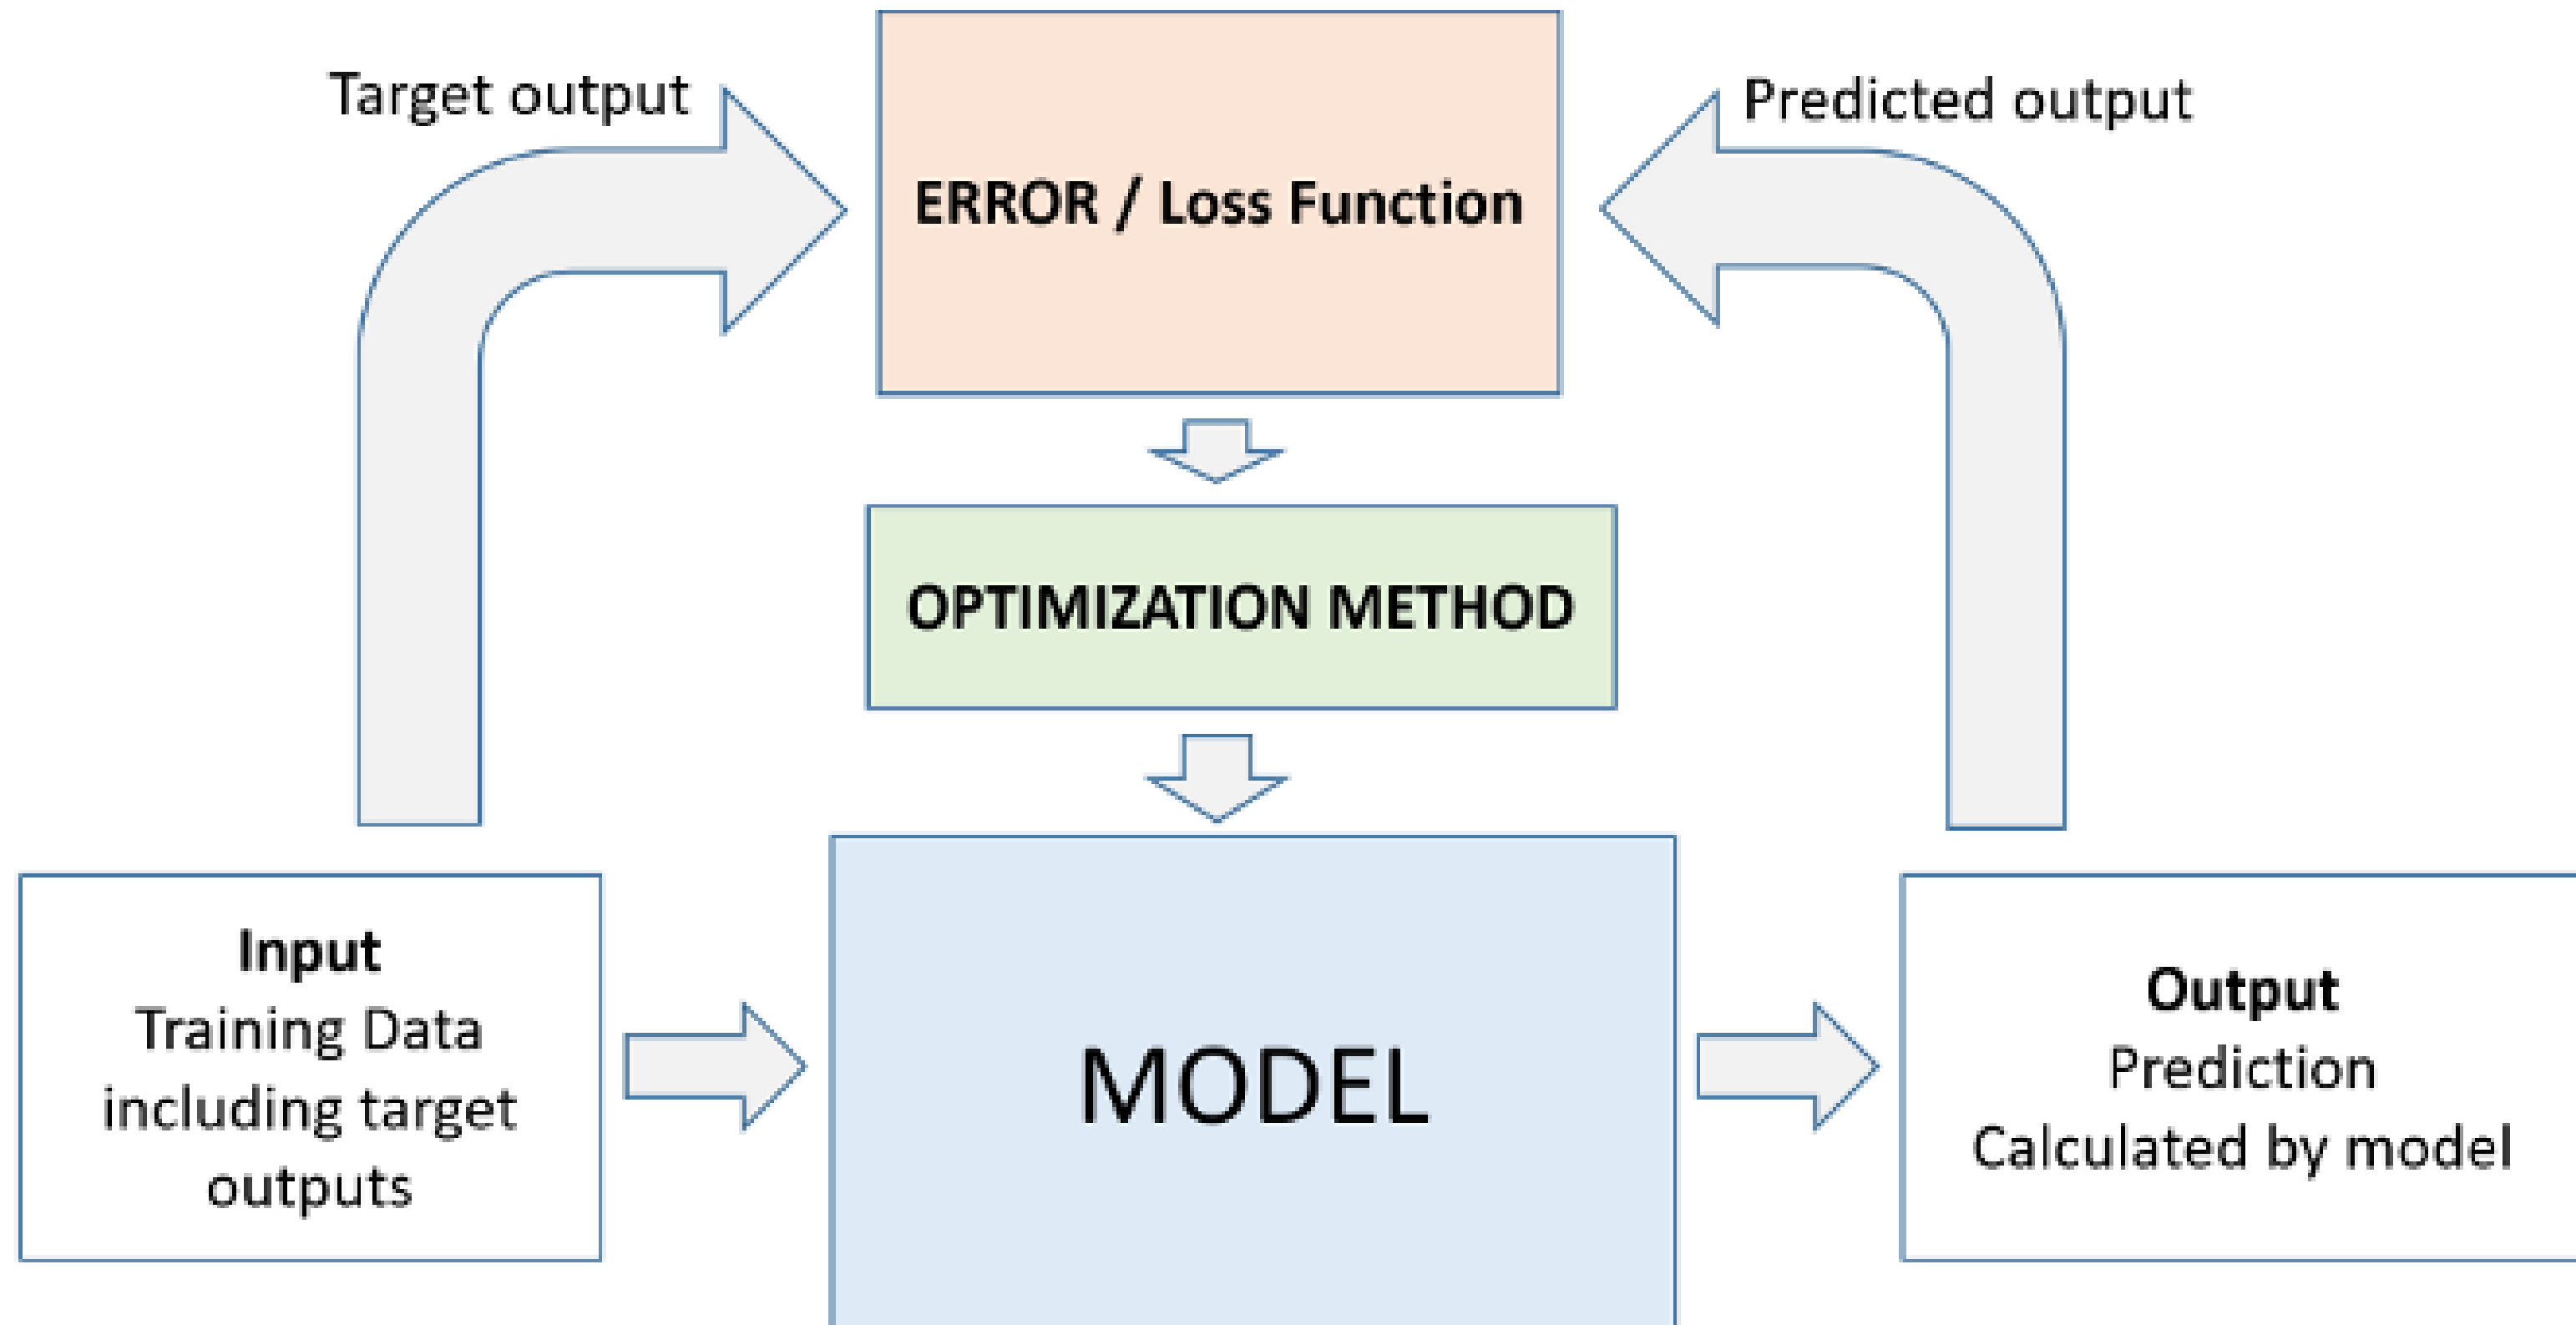 Target output
Predicted output
ERROR / Loss Function
OPTIMIZATION METHOD
Input
Training Data
including target
outputs
MODEL
Output
Prediction
Calculated by model